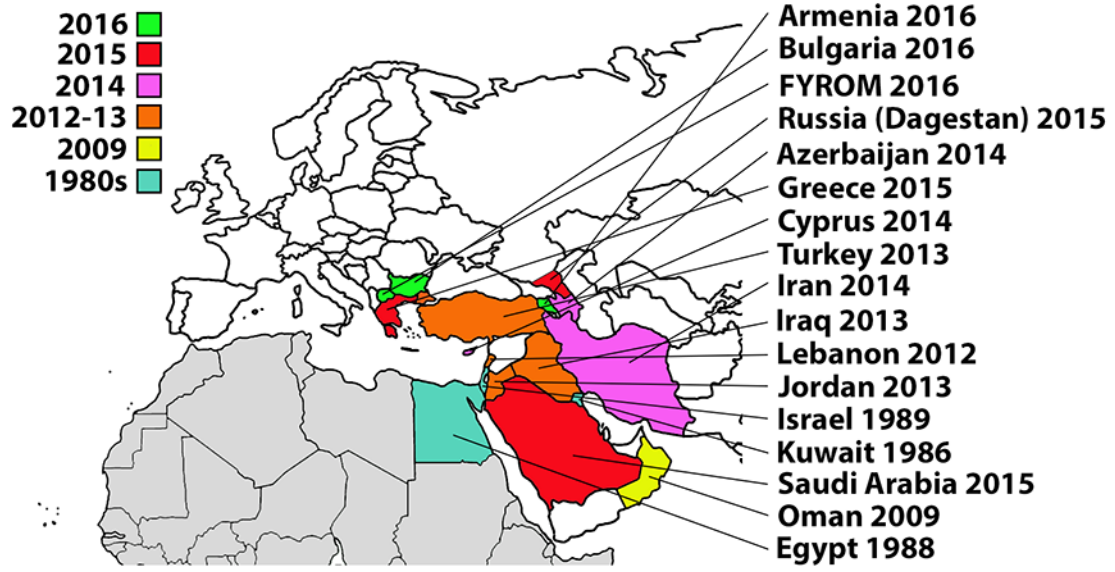 2016
2015
2014
2012-13
2009
1980s
Armenia 2016
Bulgaria 2016
FYROM 2016
Russia (Dagestan) 2015
Azerbaijan 2014
Greece 2015
Cyprus 2014
Turkey 2013
Iran 2014
Iraq 2013
Lebanon 2012
Jordan 2013
Israel 1989
Kuwait 1986
Saudi Arabia 2015
Oman 2009
Egypt 1988